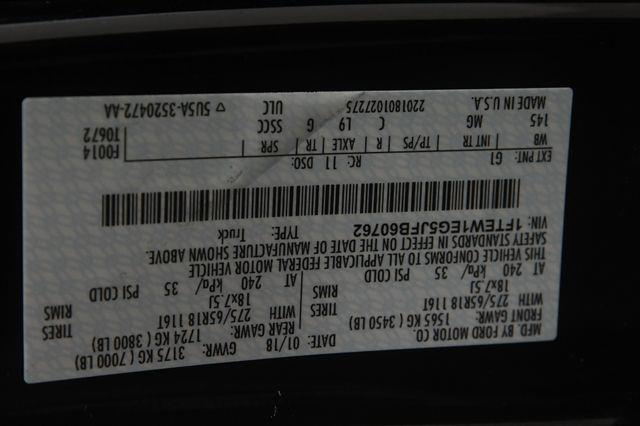 MFD. BY FORD MOTOR CO.
DATE: 01/18 GVWR: 3175 KG ( 7000 LB)
FRONT GAWR: 1565 KG ( 3450 LB) REAR GAWR: 1724 KG ( 3800 LB)
WITH 275/65R18 116T TIRES WITH 275/65R18 116T TIRES
18x7.5J RIMS 18x7.5J RIMS
AT 240 kPa/ 35 PSI COLD AT 240 kPa/ 35 PSI COLD
THIS VEHICLE CONFORMS TO ALL APPLICABLE FEDERAL MOTOR VEHICLE
SAFETY STANDARDS IN EFFECT ON THE DATE OF MANUFACTURE SHOWN ABOVE.
VIN: 1FTEW1EG5JFB60762 TYPE: Truck
EXT PNT: G1 RC: 11 DSO: F0014
WB INT TR TP/PS R AXLE TR SPR T0672
145 MG C L9 G SSCC
MADE IN U.S.A. 2201801027275 ULC ▽ 5U5A-3520472-AA